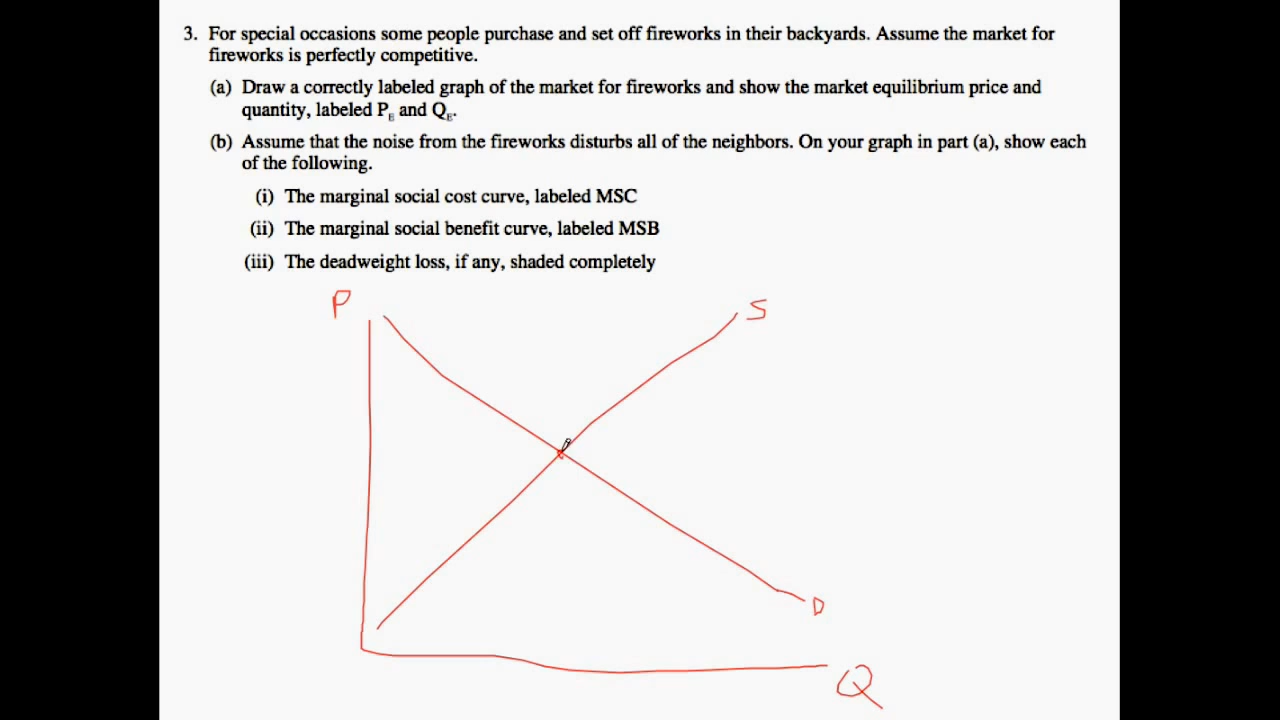 3. For special occasions some people purchase and set off fireworks in their backyards. Assume the market for
fireworks is perfectly competitive.
(a) Draw a correctly labeled graph of the market for fireworks and show the market equilibrium price and
quantity, labeled P_E and Q_E.
(b) Assume that the noise from the fireworks disturbs all of the neighbors. On your graph in part (a), show each
of the following.
(i) The marginal social cost curve, labeled MSC
(ii) The marginal social benefit curve, labeled MSB
(iii) The deadweight loss, if any, shaded completely
P
S
D
Q